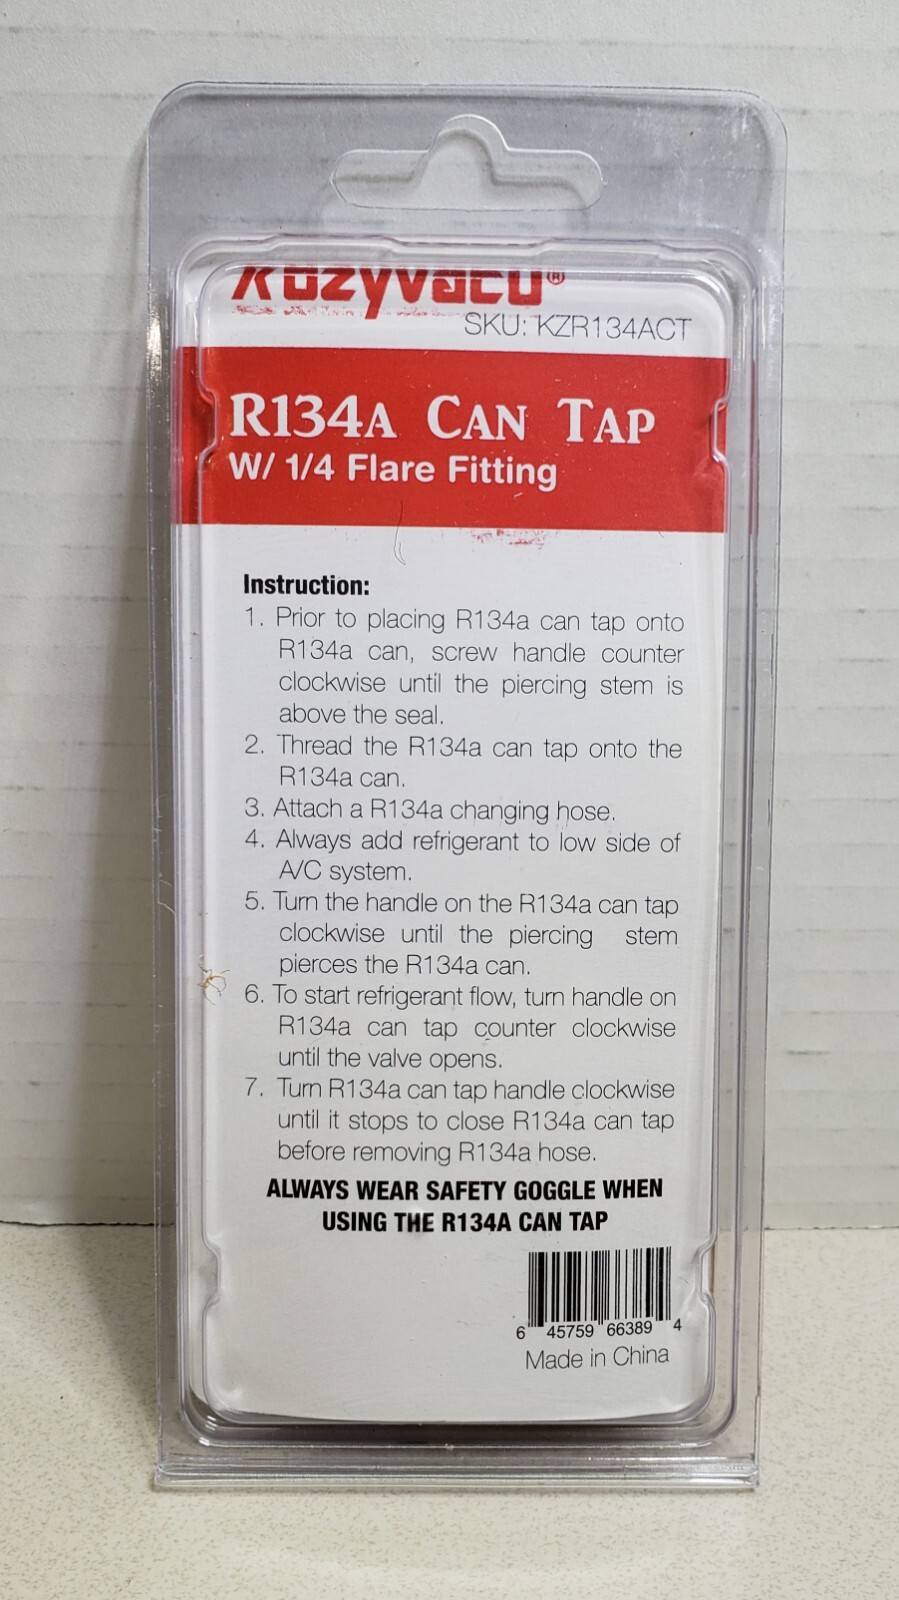 Kozyvacu®
SKU: KZR134ACT
R134A CAN TAP
W/ 1/4 Flare Fitting
Instruction:
1. Prior to placing R134a can tap onto
R134a can, screw handle counter
clockwise until the piercing stem is
above the seal.
2. Thread the R134a can tap onto the
R134a can.
3. Attach a R134a changing hose.
4. Always add refrigerant to low side of
A/C system.
5. Turn the handle on the R134a can tap
clockwise until the piercing stem
pierces the R134a can.
6. To start refrigerant flow, turn handle on
R134a can tap counter clockwise
until the valve opens.
7. Turn R134a can tap handle clockwise
until it stops to close R134a can tap
before removing R134a hose.
ALWAYS WEAR SAFETY GOGGLE WHEN
USING THE R134A CAN TAP
6 45759 66389 4
Made in China